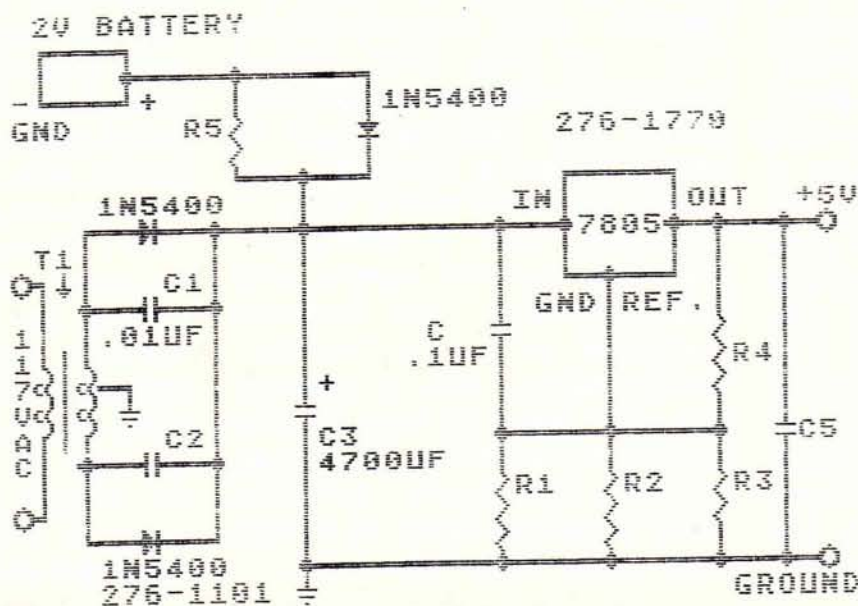 2V BATTERY
- +
GND
R5
1N5400
276-1770
IN OUT +5V
7805
1N5400
T1
C1
.01UF
117VAC
GND REF.
C
.1UF
R4
+
C3
4700UF
C2
C5
R1 R2 R3
1N5400
276-1101
GROUND